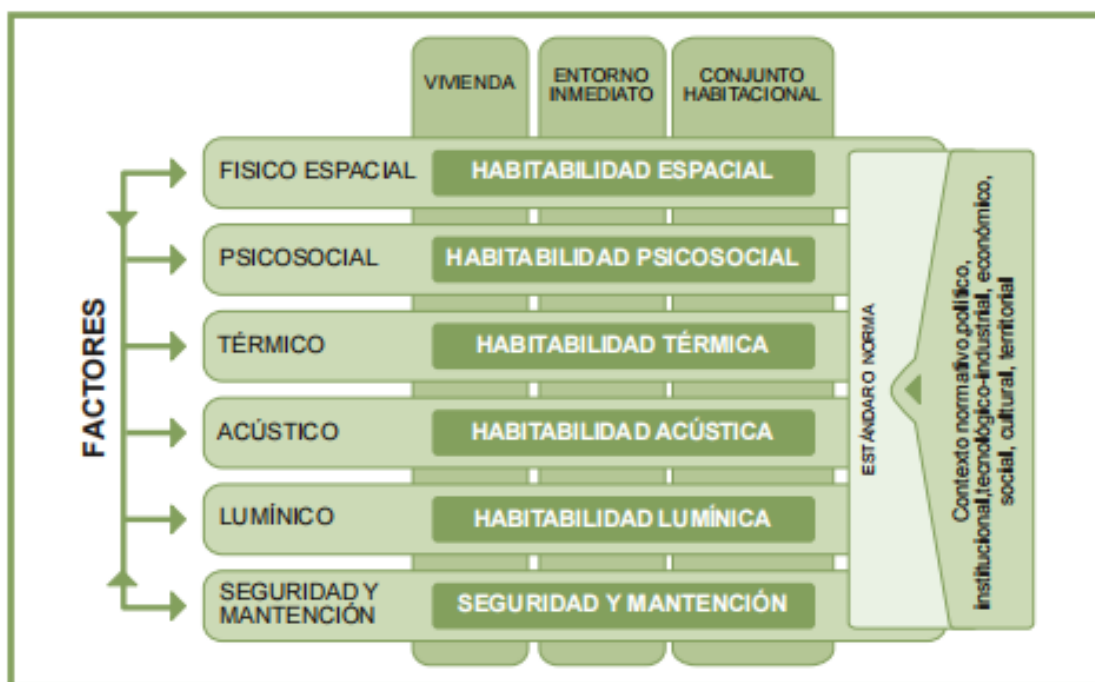 VIVIENDA
ENTORNO
INMEDIATO
CONJUNTO
HABITACIONAL
FACTORES
FISICO ESPACIAL
HABITABILIDAD ESPACIAL
PSICOSOCIAL
HABITABILIDAD PSICOSOCIAL
TÉRMICO
HABITABILIDAD TÉRMICA
ACÚSTICO
HABITABILIDAD ACÚSTICA
LUMÍNICO
HABITABILIDAD LUMÍNICA
SEGURIDAD Y
MANTENCIÓN
SEGURIDAD Y MANTENCIÓN
ESTÁNDARO NORMA
Contexto normativo,político,
institucional,tecnológico-industrial, económico,
social, cultural, territorial